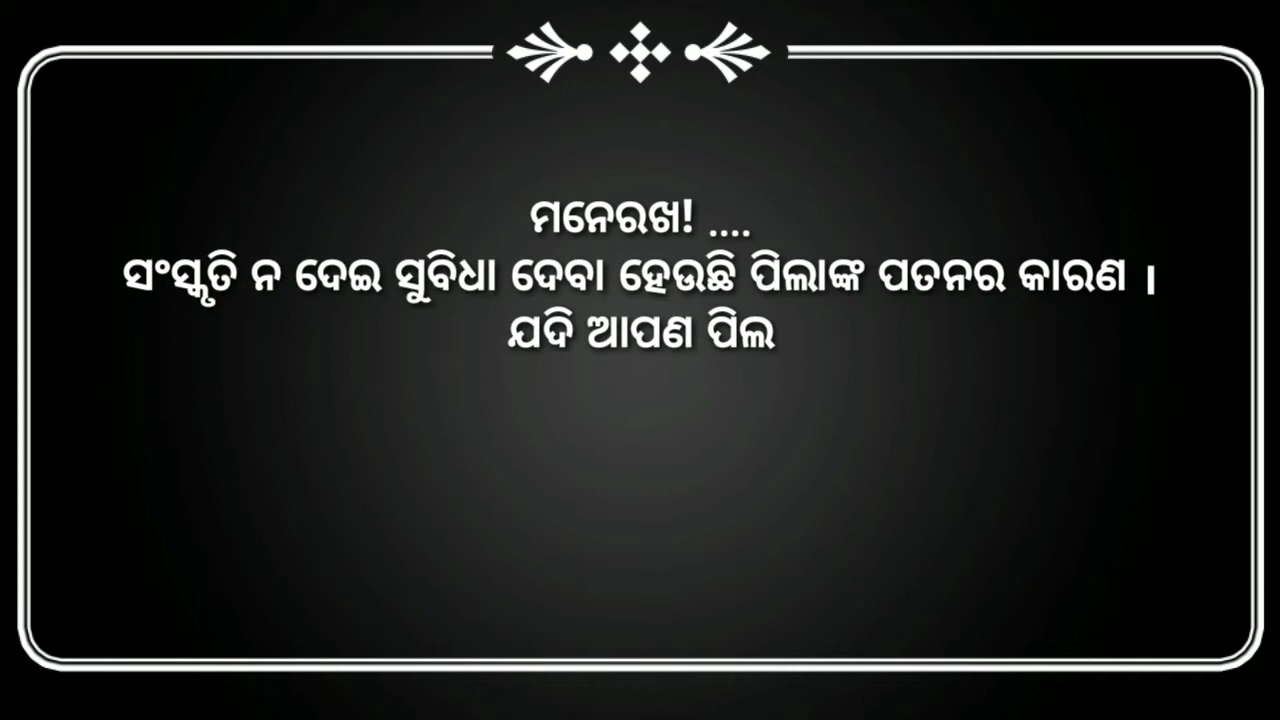 ମନେରଖ! ....
ସଂସ୍କୃତି ନ ଦେଇ ସୁବିଧା ଦେବା ହେଉଛି ପିଲାଙ୍କ ପତନର କାରଣ ।
ଯଦି ଆପଣ ପିଲ